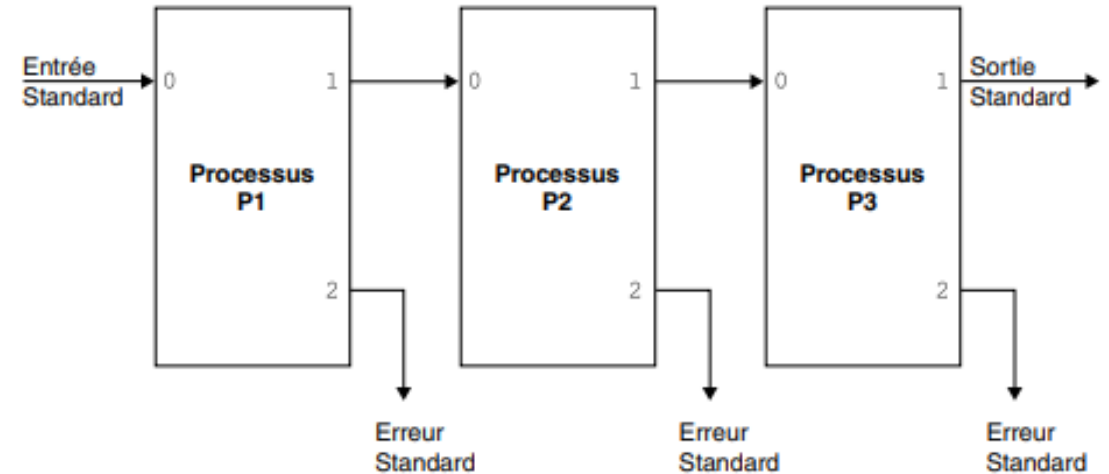 Entrée
Standard
0
1
0
1
0
1
Sortie
Standard
Processus
P1
Processus
P2
Processus
P3
2
2
2
Erreur
Standard
Erreur
Standard
Erreur
Standard